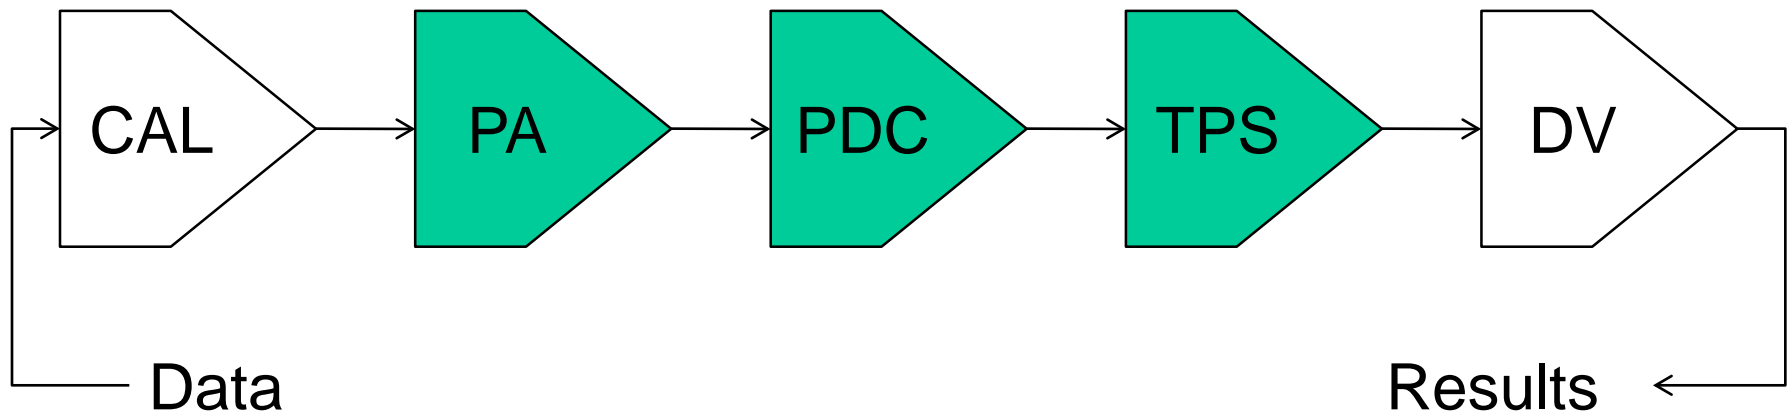 CAL
PA
PDC
TPS
DV
Data
Results